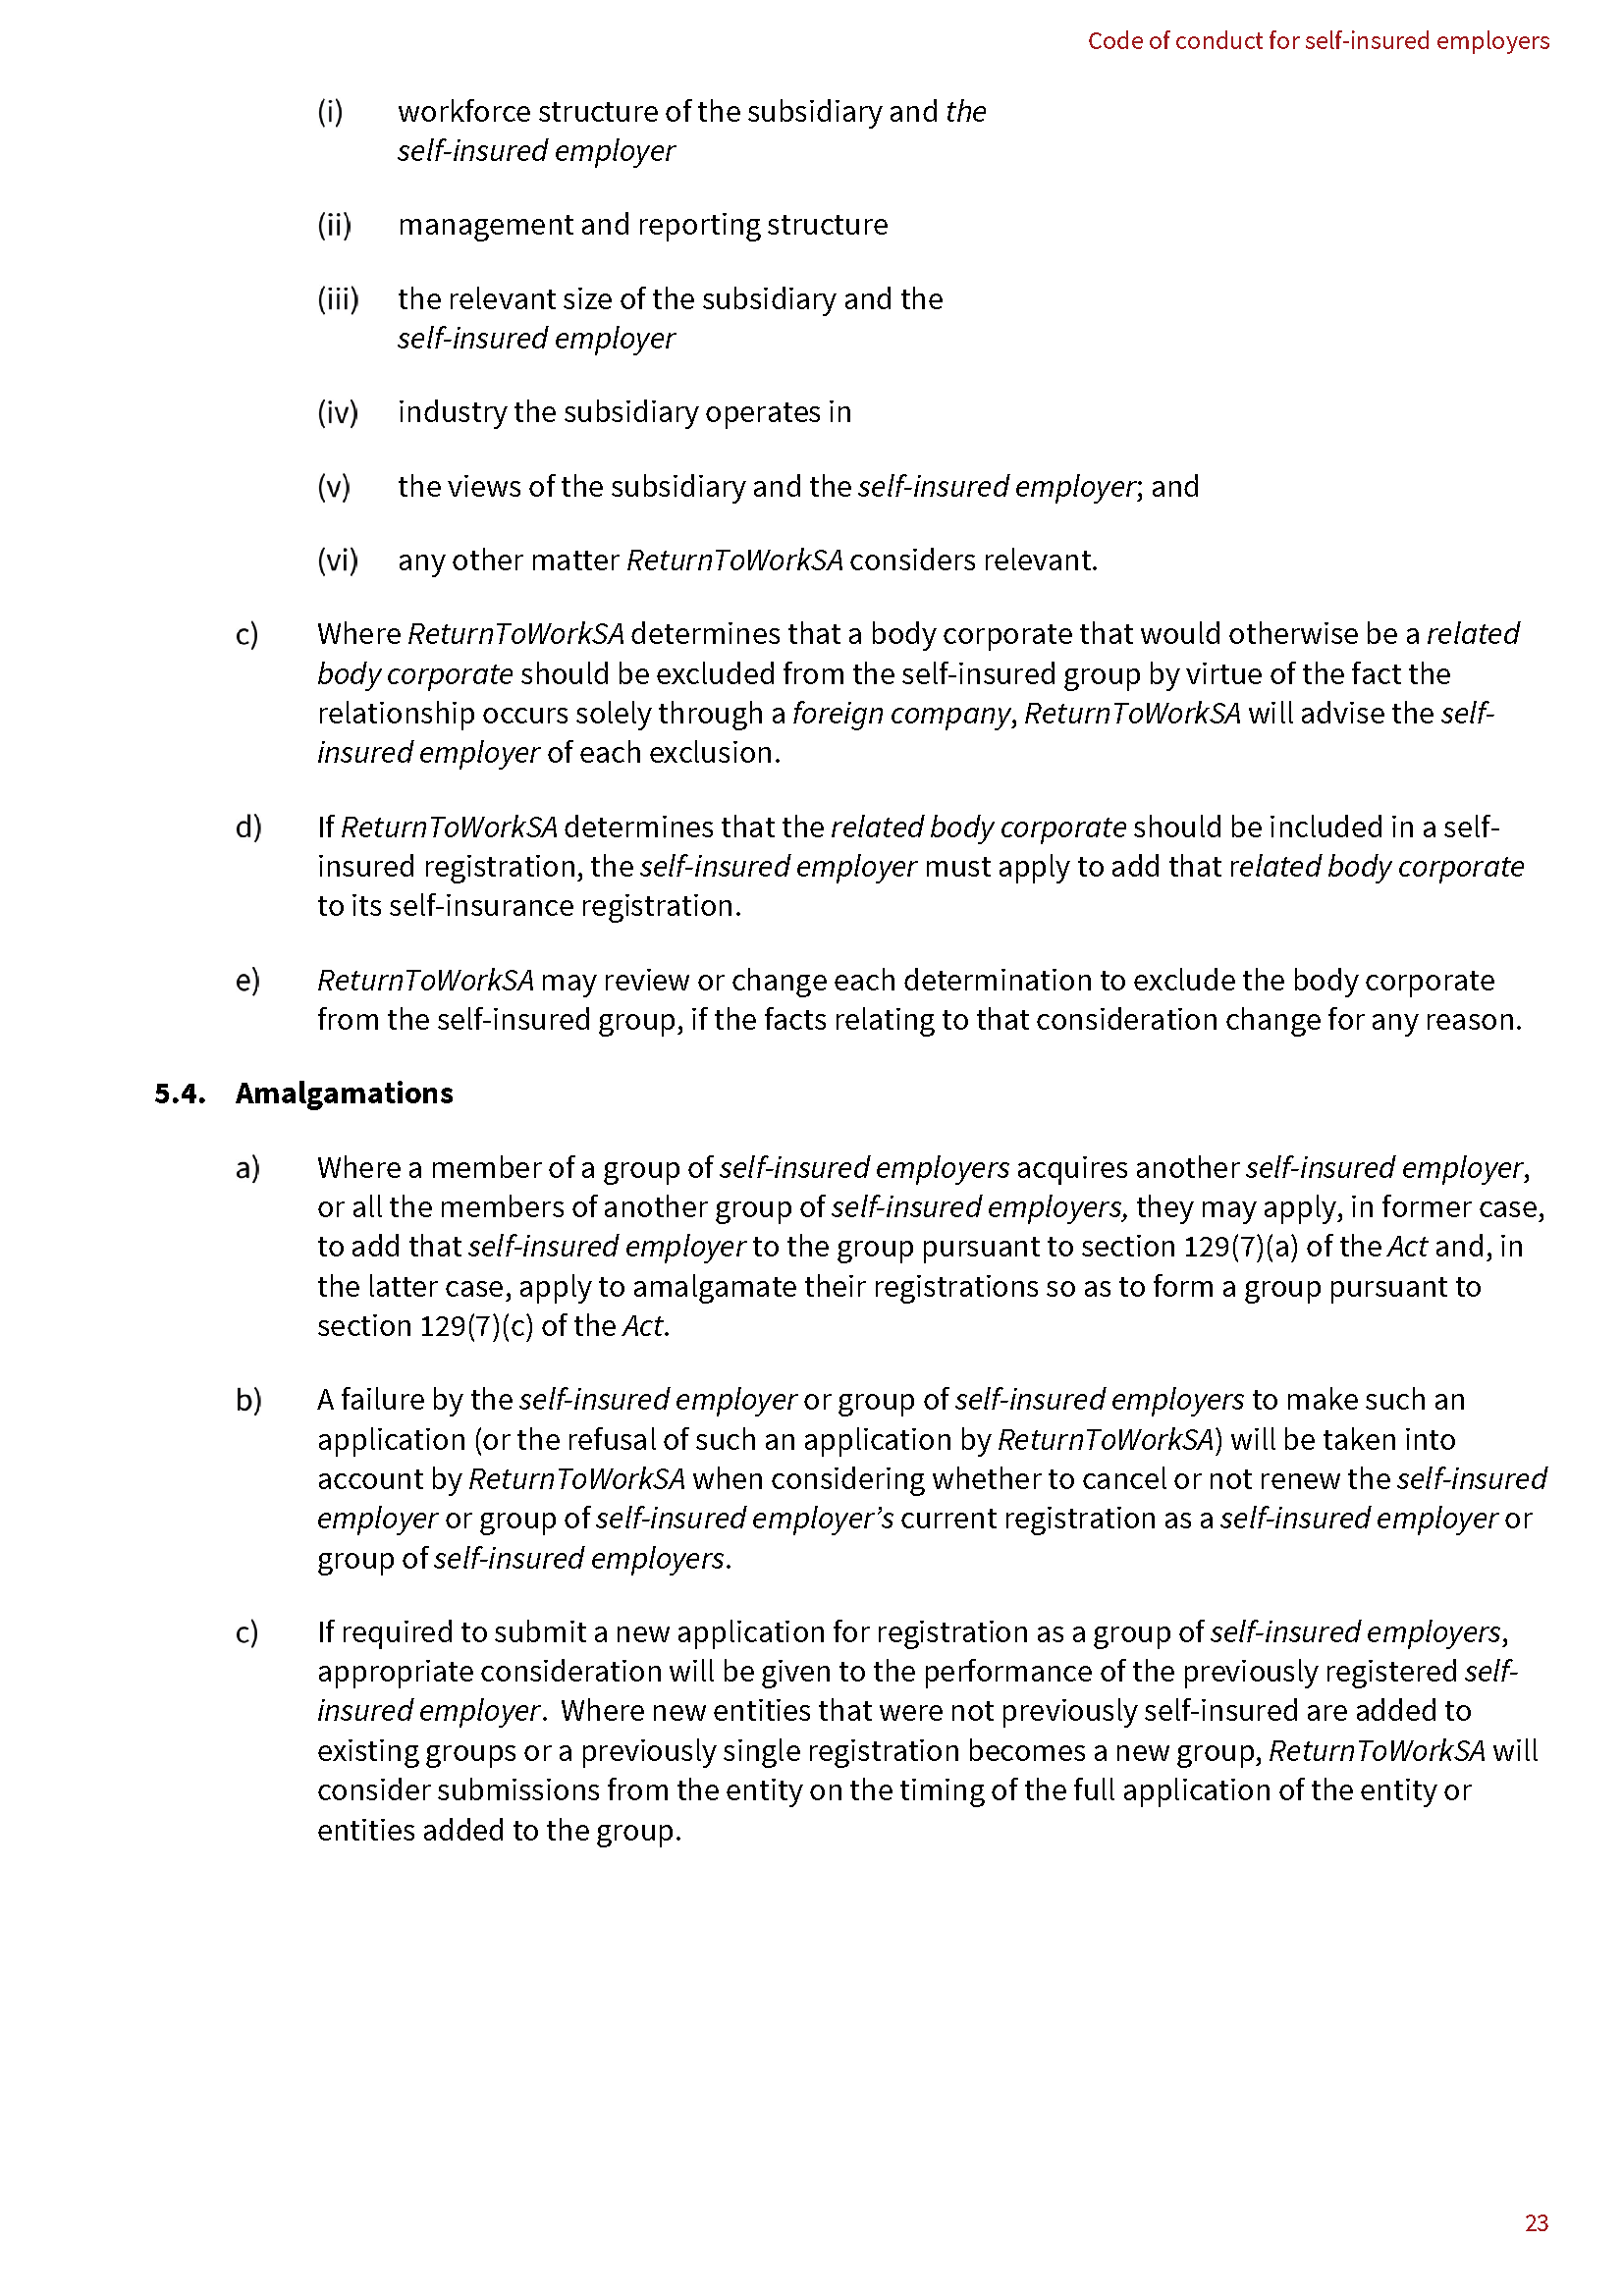 Code of conduct for self-insured employers
(i) workforce structure of the subsidiary and the
self-insured employer
(ii) management and reporting structure
(iii) the relevant size of the subsidiary and the
self-insured employer
(iv) industry the subsidiary operates in
(v) the views of the subsidiary and the self-insured employer; and
(vi) any other matter ReturnToWorkSA considers relevant.
c) Where ReturnToWorkSA determines that a body corporate that would otherwise be a related
body corporate should be excluded from the self-insured group by virtue of the fact the
relationship occurs solely through a foreign company, ReturnToWorkSA will advise the self-
insured employer of each exclusion.
d) If ReturnToWorkSA determines that the related body corporate should be included in a self-
insured registration, the self-insured employer must apply to add that related body corporate
to its self-insurance registration.
e) ReturnToWorkSA may review or change each determination to exclude the body corporate
from the self-insured group, if the facts relating to that consideration change for any reason.
5.4. Amalgamations
a) Where a member of a group of self-insured employers acquires another self-insured employer,
or all the members of another group of self-insured employers, they may apply, in former case,
to add that self-insured employer to the group pursuant to section 129(7)(a) of the Act and, in
the latter case, apply to amalgamate their registrations so as to form a group pursuant to
section 129(7)(c) of the Act.
b) A failure by the self-insured employer or group of self-insured employers to make such an
application (or the refusal of such an application by ReturnToWorkSA) will be taken into
account by ReturnToWorkSA when considering whether to cancel or not renew the self-insured
employer or group of self-insured employer’s current registration as a self-insured employer or
group of self-insured employers.
c) If required to submit a new application for registration as a group of self-insured employers,
appropriate consideration will be given to the performance of the previously registered self-
insured employer. Where new entities that were not previously self-insured are added to
existing groups or a previously single registration becomes a new group, ReturnToWorkSA will
consider submissions from the entity on the timing of the full application of the entity or
entities added to the group.
23